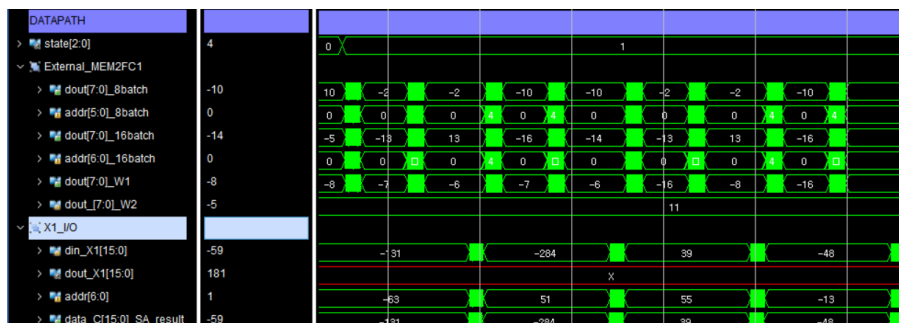 DATAPATH
state[2:0] 4 0 1
External_MEM2FC1
dout[7:0]_8batch -10 10 -2 -2 -10 -10 -2 -2 -10
addr[5:0]_8batch 0 0 0 0 4 0 4 0 0 0 4 0 4
dout[7:0]_16batch -14 -5 -13 13 -16 -14 -13 13 -16
addr[6:0]_16batch 0 0 0 0 4 0 0 0 0 4 0
dout[7:0]_W1 -8 -8 -7 -6 -7 -6 -16 -8 -16
dout_[7:0]_W2 -5 11
X1_I/O
din_X1[15:0] -59 -131 -284 39 -48
dout_X1[15:0] 181 X
addr[6:0] 1 -63 51 55 -13
data_C[15:0]_SA_result -59 -131 -284 39 -48